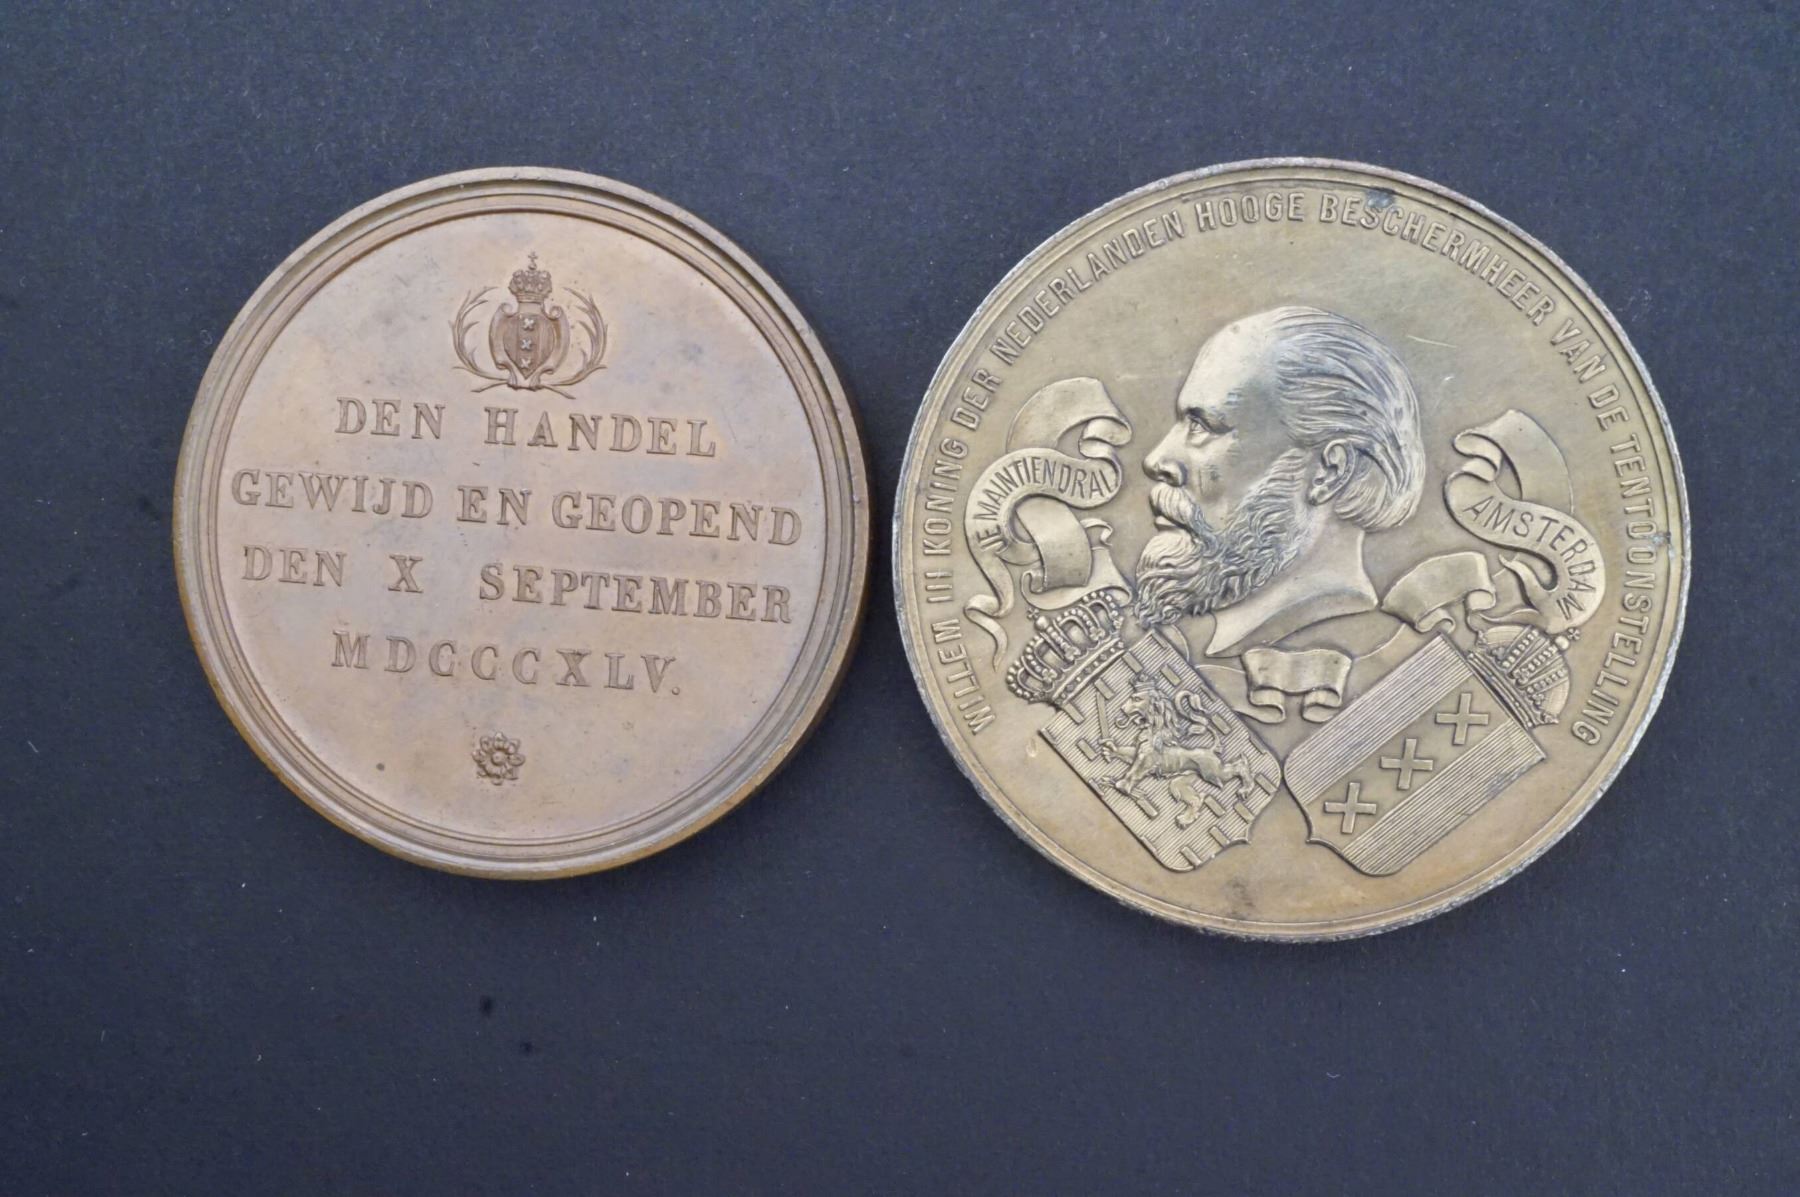 DEN HANDEL
GEWIJD EN GEOPEND
DEN X SEPTEMBER
MDCCCXLV.
WILLEM III KONING DER NEDERLANDEN HOOGE BESCHERMHEER VAN DE TENTOONSTELLING
JE MAINTIENDRAI
AMSTERDAM